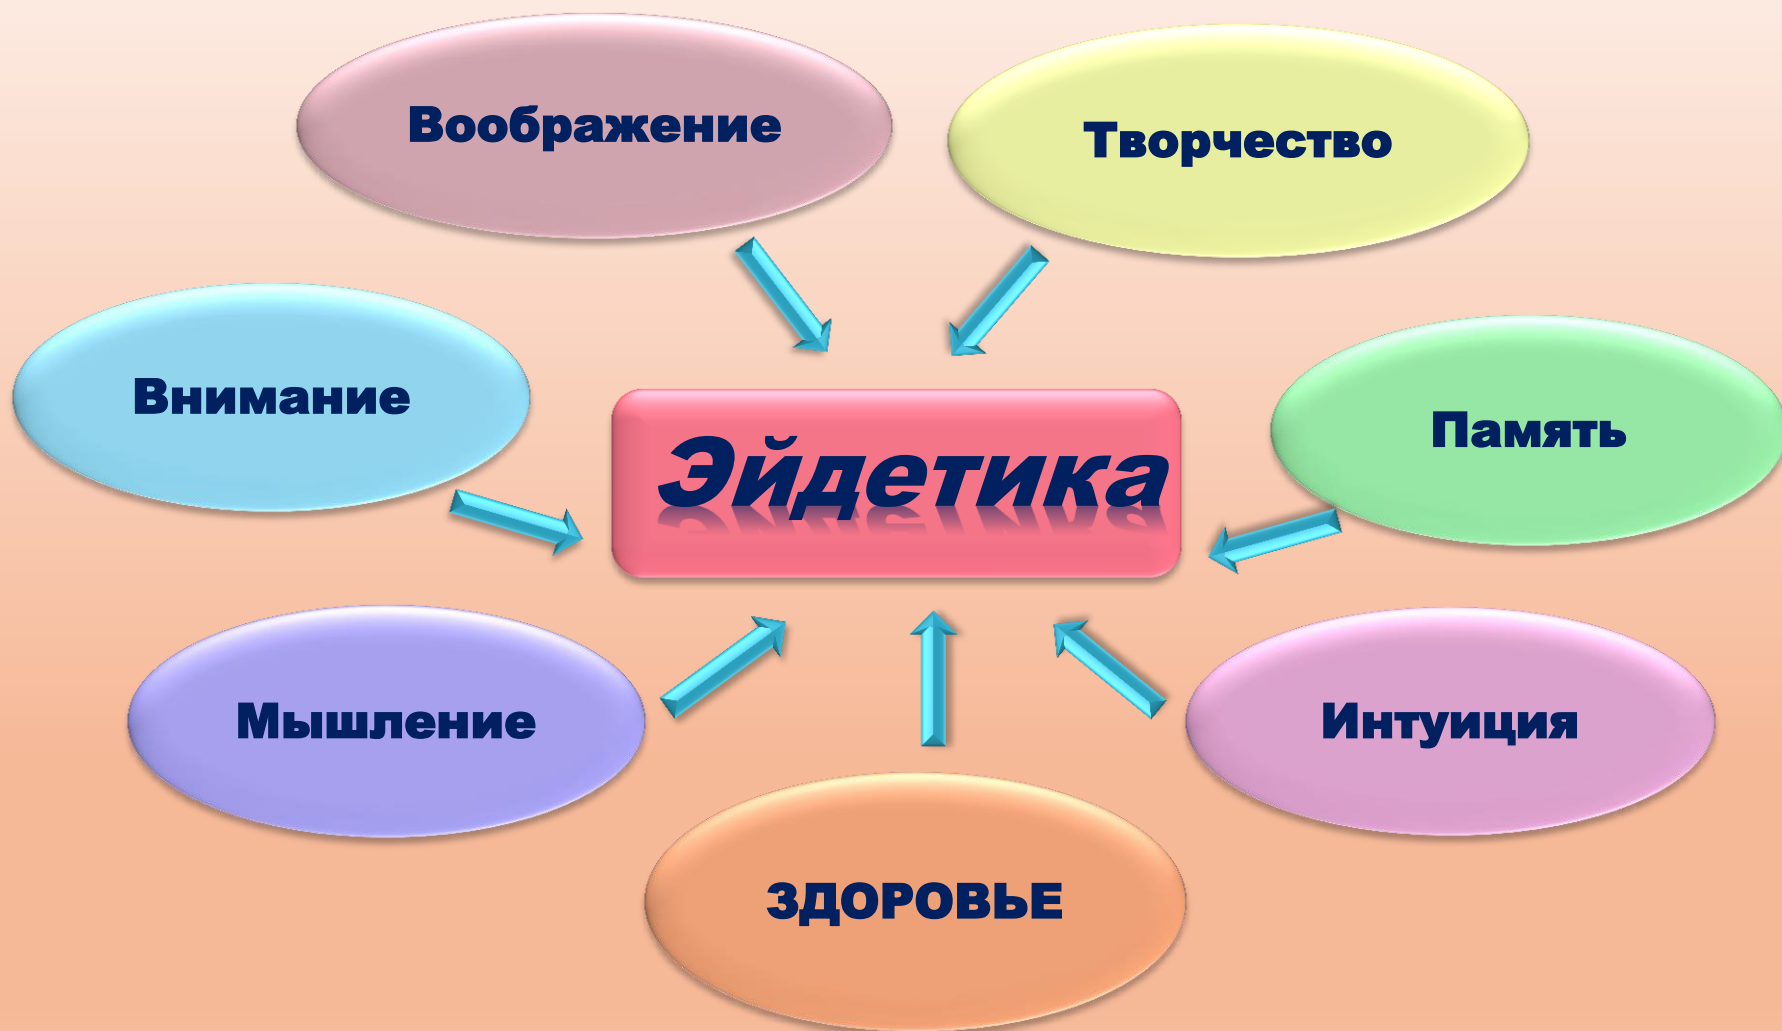 Воображение
Творчество
Внимание
Память
Эйдетика
Мышление
Интуиция
ЗДОРОВЬЕ